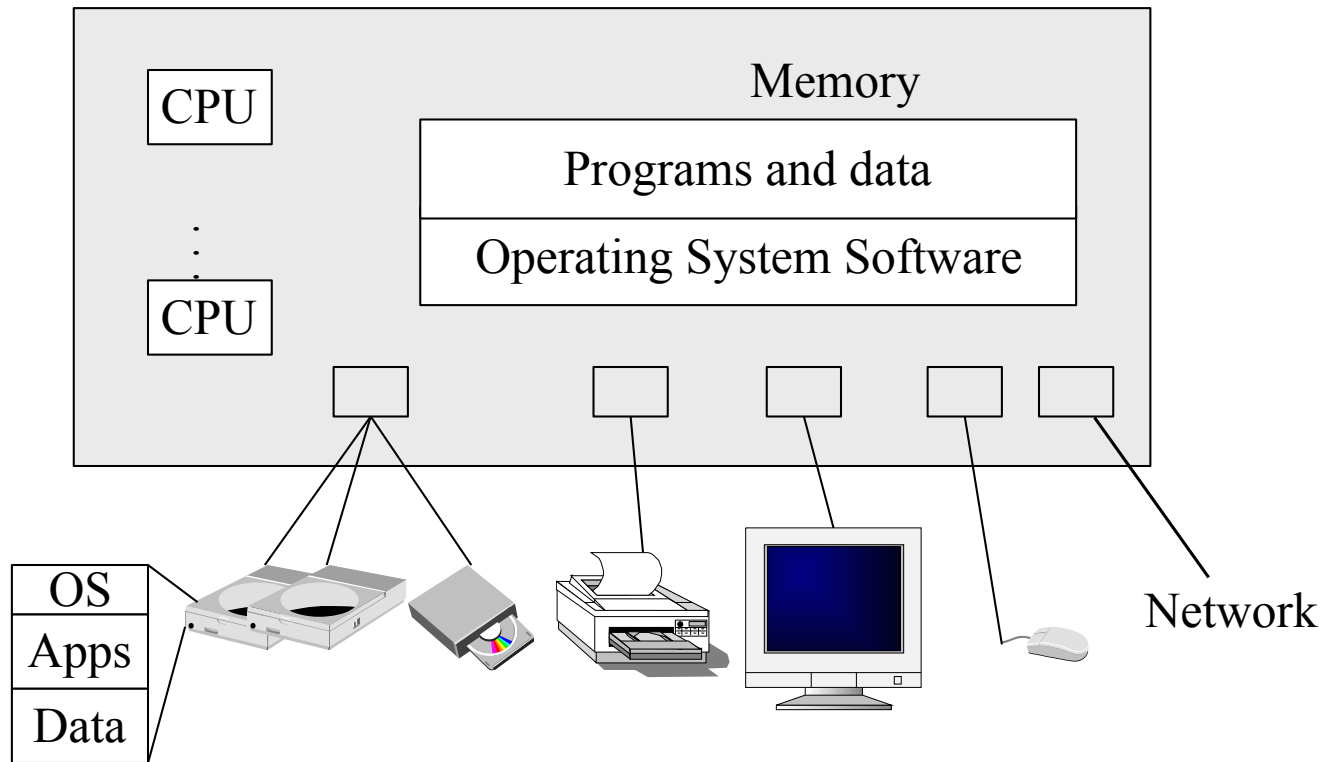 CPU
Memory
Programs and data
Operating System Software
CPU
OS
Apps
Data
Network